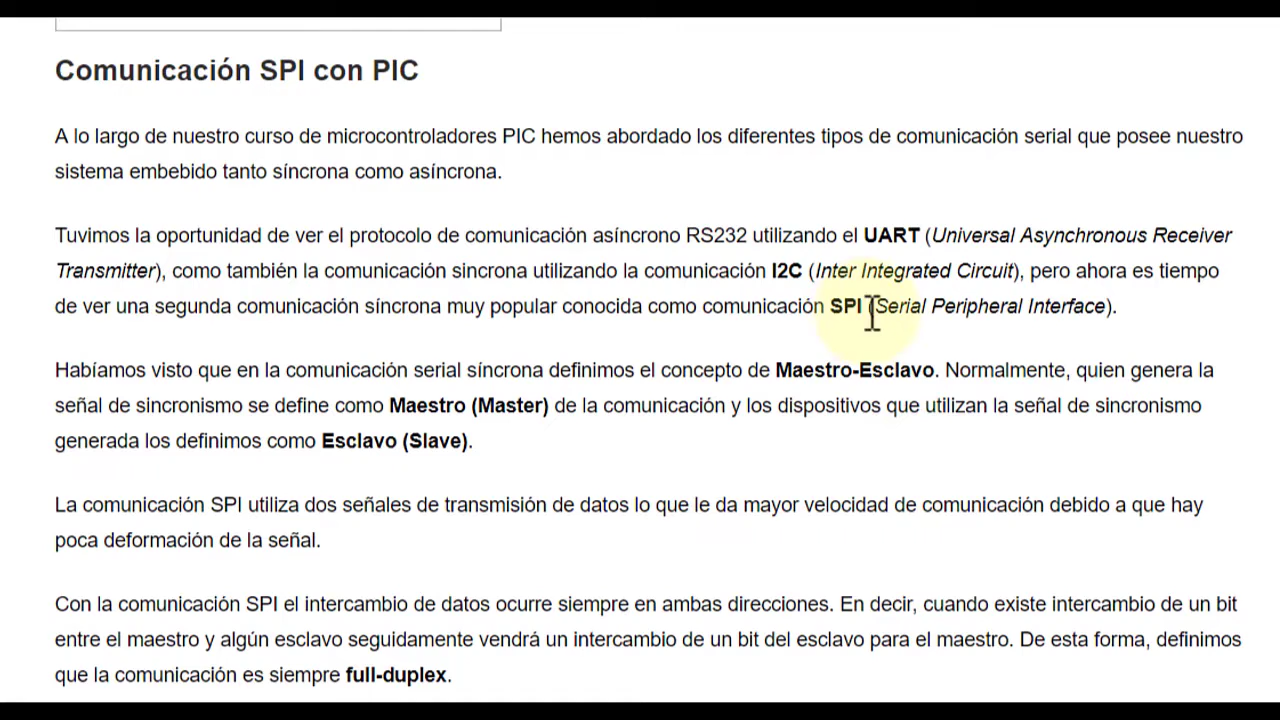 Comunicación SPI con PIC
A lo largo de nuestro curso de microcontroladores PIC hemos abordado los diferentes tipos de comunicación serial que posee nuestro
sistema embebido tanto síncrona como asíncrona.
Tuvimos la oportunidad de ver el protocolo de comunicación asíncrono RS232 utilizando el UART (Universal Asynchronous Receiver
Transmitter), como también la comunicación sincrona utilizando la comunicación I2C (Inter Integrated Circuit), pero ahora es tiempo
de ver una segunda comunicación síncrona muy popular conocida como comunicación SPI (Serial Peripheral Interface).
Habíamos visto que en la comunicación serial síncrona definimos el concepto de Maestro-Esclavo. Normalmente, quien genera la
señal de sincronismo se define como Maestro (Master) de la comunicación y los dispositivos que utilizan la señal de sincronismo
generada los definimos como Esclavo (Slave).
La comunicación SPI utiliza dos señales de transmisión de datos lo que le da mayor velocidad de comunicación debido a que hay
poca deformación de la señal.
Con la comunicación SPI el intercambio de datos ocurre siempre en ambas direcciones. En decir, cuando existe intercambio de un bit
entre el maestro y algún esclavo seguidamente vendrá un intercambio de un bit del esclavo para el maestro. De esta forma, definimos
que la comunicación es siempre full-duplex.